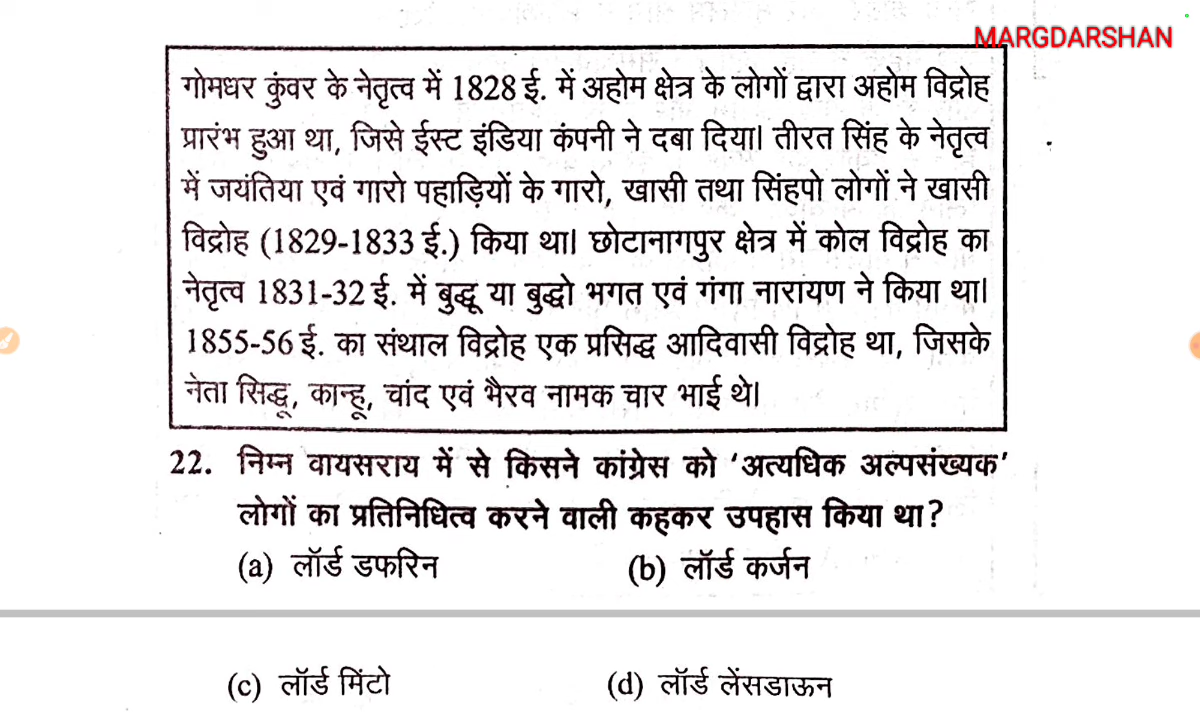 MARGDARSHAN
गोमधर कुंवर के नेतृत्व में 1828 ई. में अहोम क्षेत्र के लोगों द्वारा अहोम विद्रोह
प्रारंभ हुआ था, जिसे ईस्ट इंडिया कंपनी ने दबा दिया। तीरत सिंह के नेतृत्व
में जयंतिया एवं गारो पहाड़ियों के गारो, खासी तथा सिंहपो लोगों ने खासी
विद्रोह (1829-1833 ई.) किया था। छोटानागपुर क्षेत्र में कोल विद्रोह का
नेतृत्व 1831-32 ई. में बुद्धू या बुद्धो भगत एवं गंगा नारायण ने किया था।
1855-56 ई. का संथाल विद्रोह एक प्रसिद्ध आदिवासी विद्रोह था, जिसके
नेता सिद्धू, कान्हू, चांद एवं भैरव नामक चार भाई थे।
22. निम्न वायसराय में से किसने कांग्रेस को ‘अत्यधिक अल्पसंख्यक’
लोगों का प्रतिनिधित्व करने वाली कहकर उपहास किया था?
(a) लॉर्ड डफरिन (b) लॉर्ड कर्जन
(c) लॉर्ड मिंटो (d) लॉर्ड लेंसडाऊन